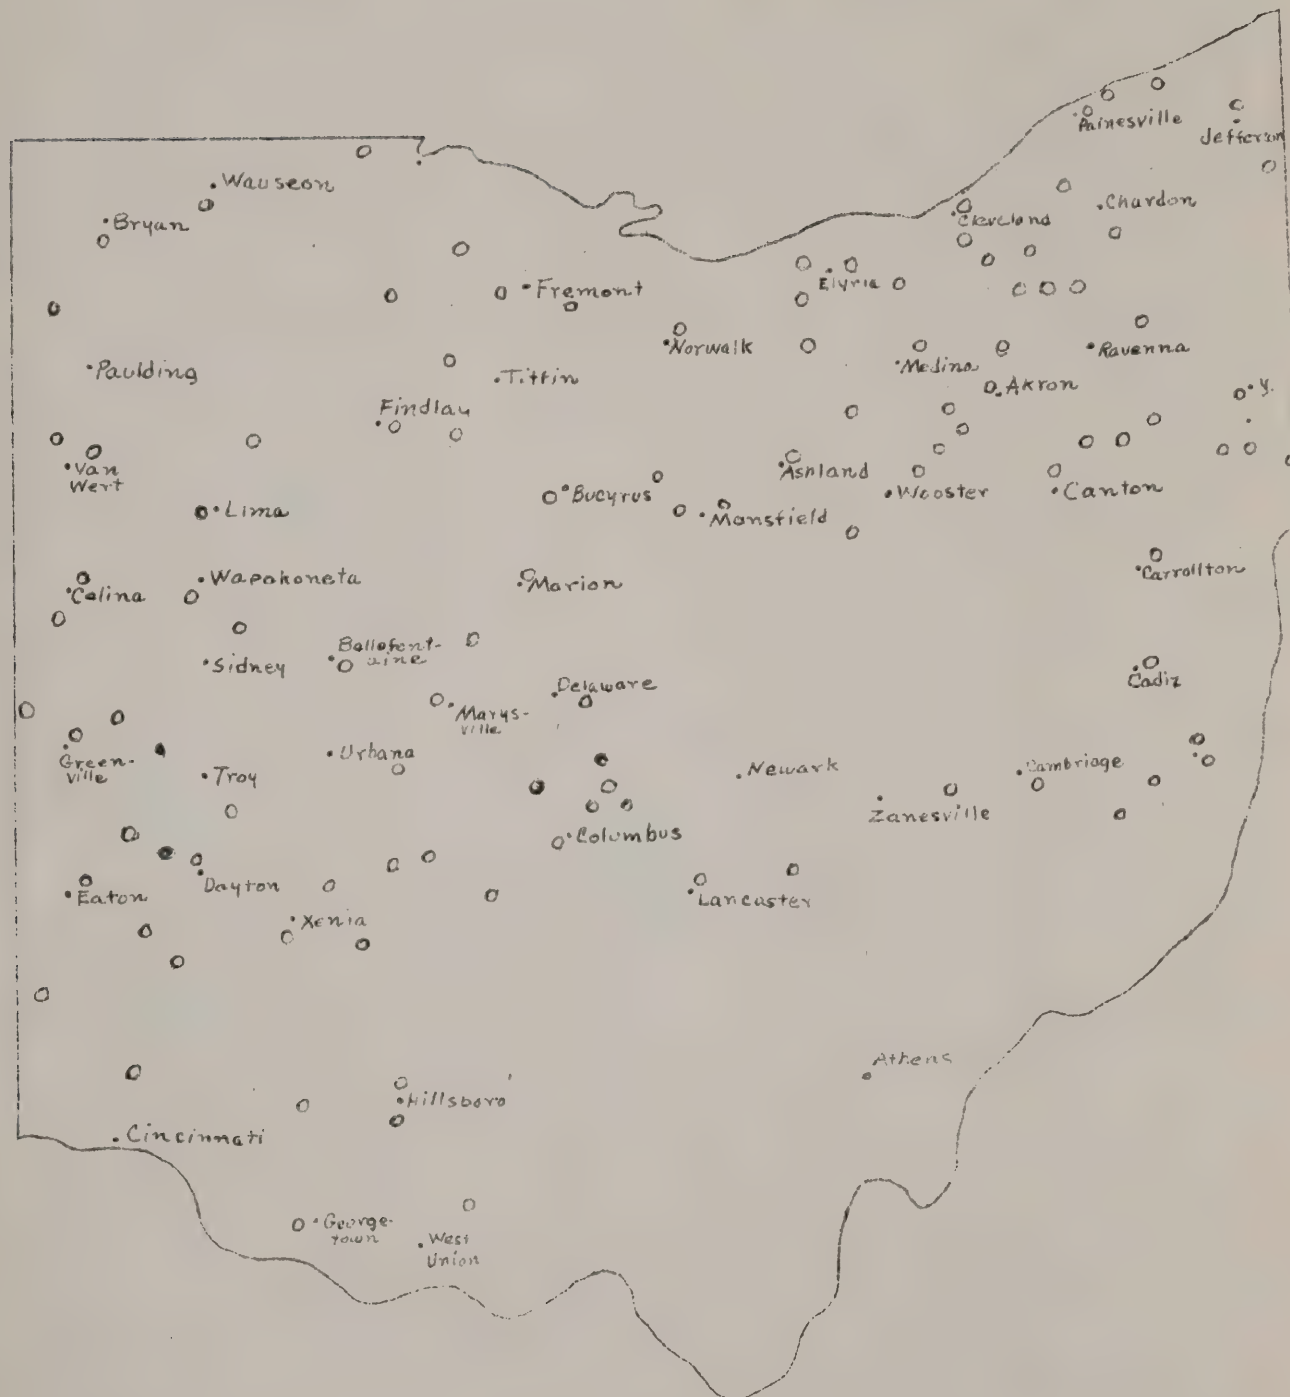 Painesville
Jefferson
Wauseon
Chardon
Cleveland
Bryan
Elyria
Fremont
Norwalk
Ravenna
Medina
Paulding
Tiffin
Akron
Y.
Findlay
Van
Wert
Ashland
Bucyrus
Wooster
Canton
Lima
Mansfield
Carrollton
Wapakoneta
Marion
Celina
Bellefont-
aine
Sidney
Cadiz
Delaware
Marys-
ville
Green-
ville
Urbana
Troy
Newark
Cambridge
Zanesville
Columbus
Dayton
Eaton
Lancaster
Xenia
Athens
Hillsboro
Cincinnati
George-
town
West
Union